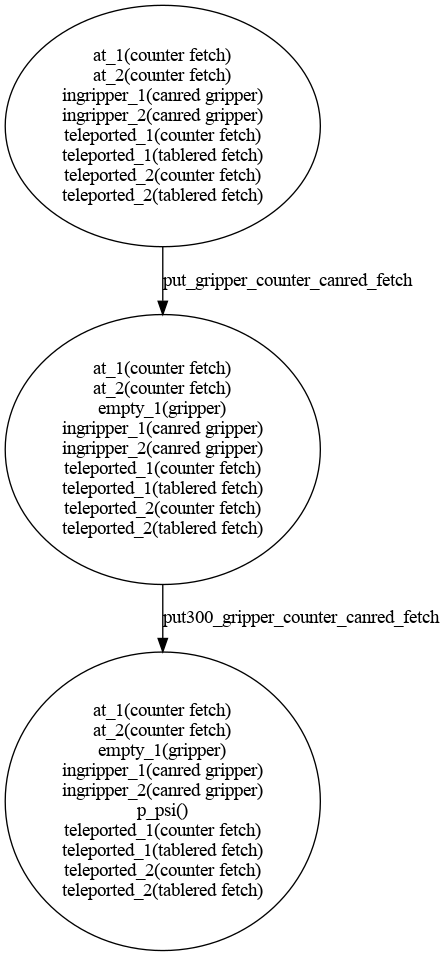 at_1(counter fetch)
at_2(counter fetch)
ingripper_1(canred gripper)
ingripper_2(canred gripper)
teleported_1(counter fetch)
teleported_1(tablered fetch)
teleported_2(counter fetch)
teleported_2(tablered fetch)
put_gripper_counter_canred_fetch
at_1(counter fetch)
at_2(counter fetch)
empty_1(gripper)
ingripper_1(canred gripper)
ingripper_2(canred gripper)
teleported_1(counter fetch)
teleported_1(tablered fetch)
teleported_2(counter fetch)
teleported_2(tablered fetch)
put300_gripper_counter_canred_fetch
at_1(counter fetch)
at_2(counter fetch)
empty_1(gripper)
ingripper_1(canred gripper)
ingripper_2(canred gripper)
p_psi()
teleported_1(counter fetch)
teleported_1(tablered fetch)
teleported_2(counter fetch)
teleported_2(tablered fetch)